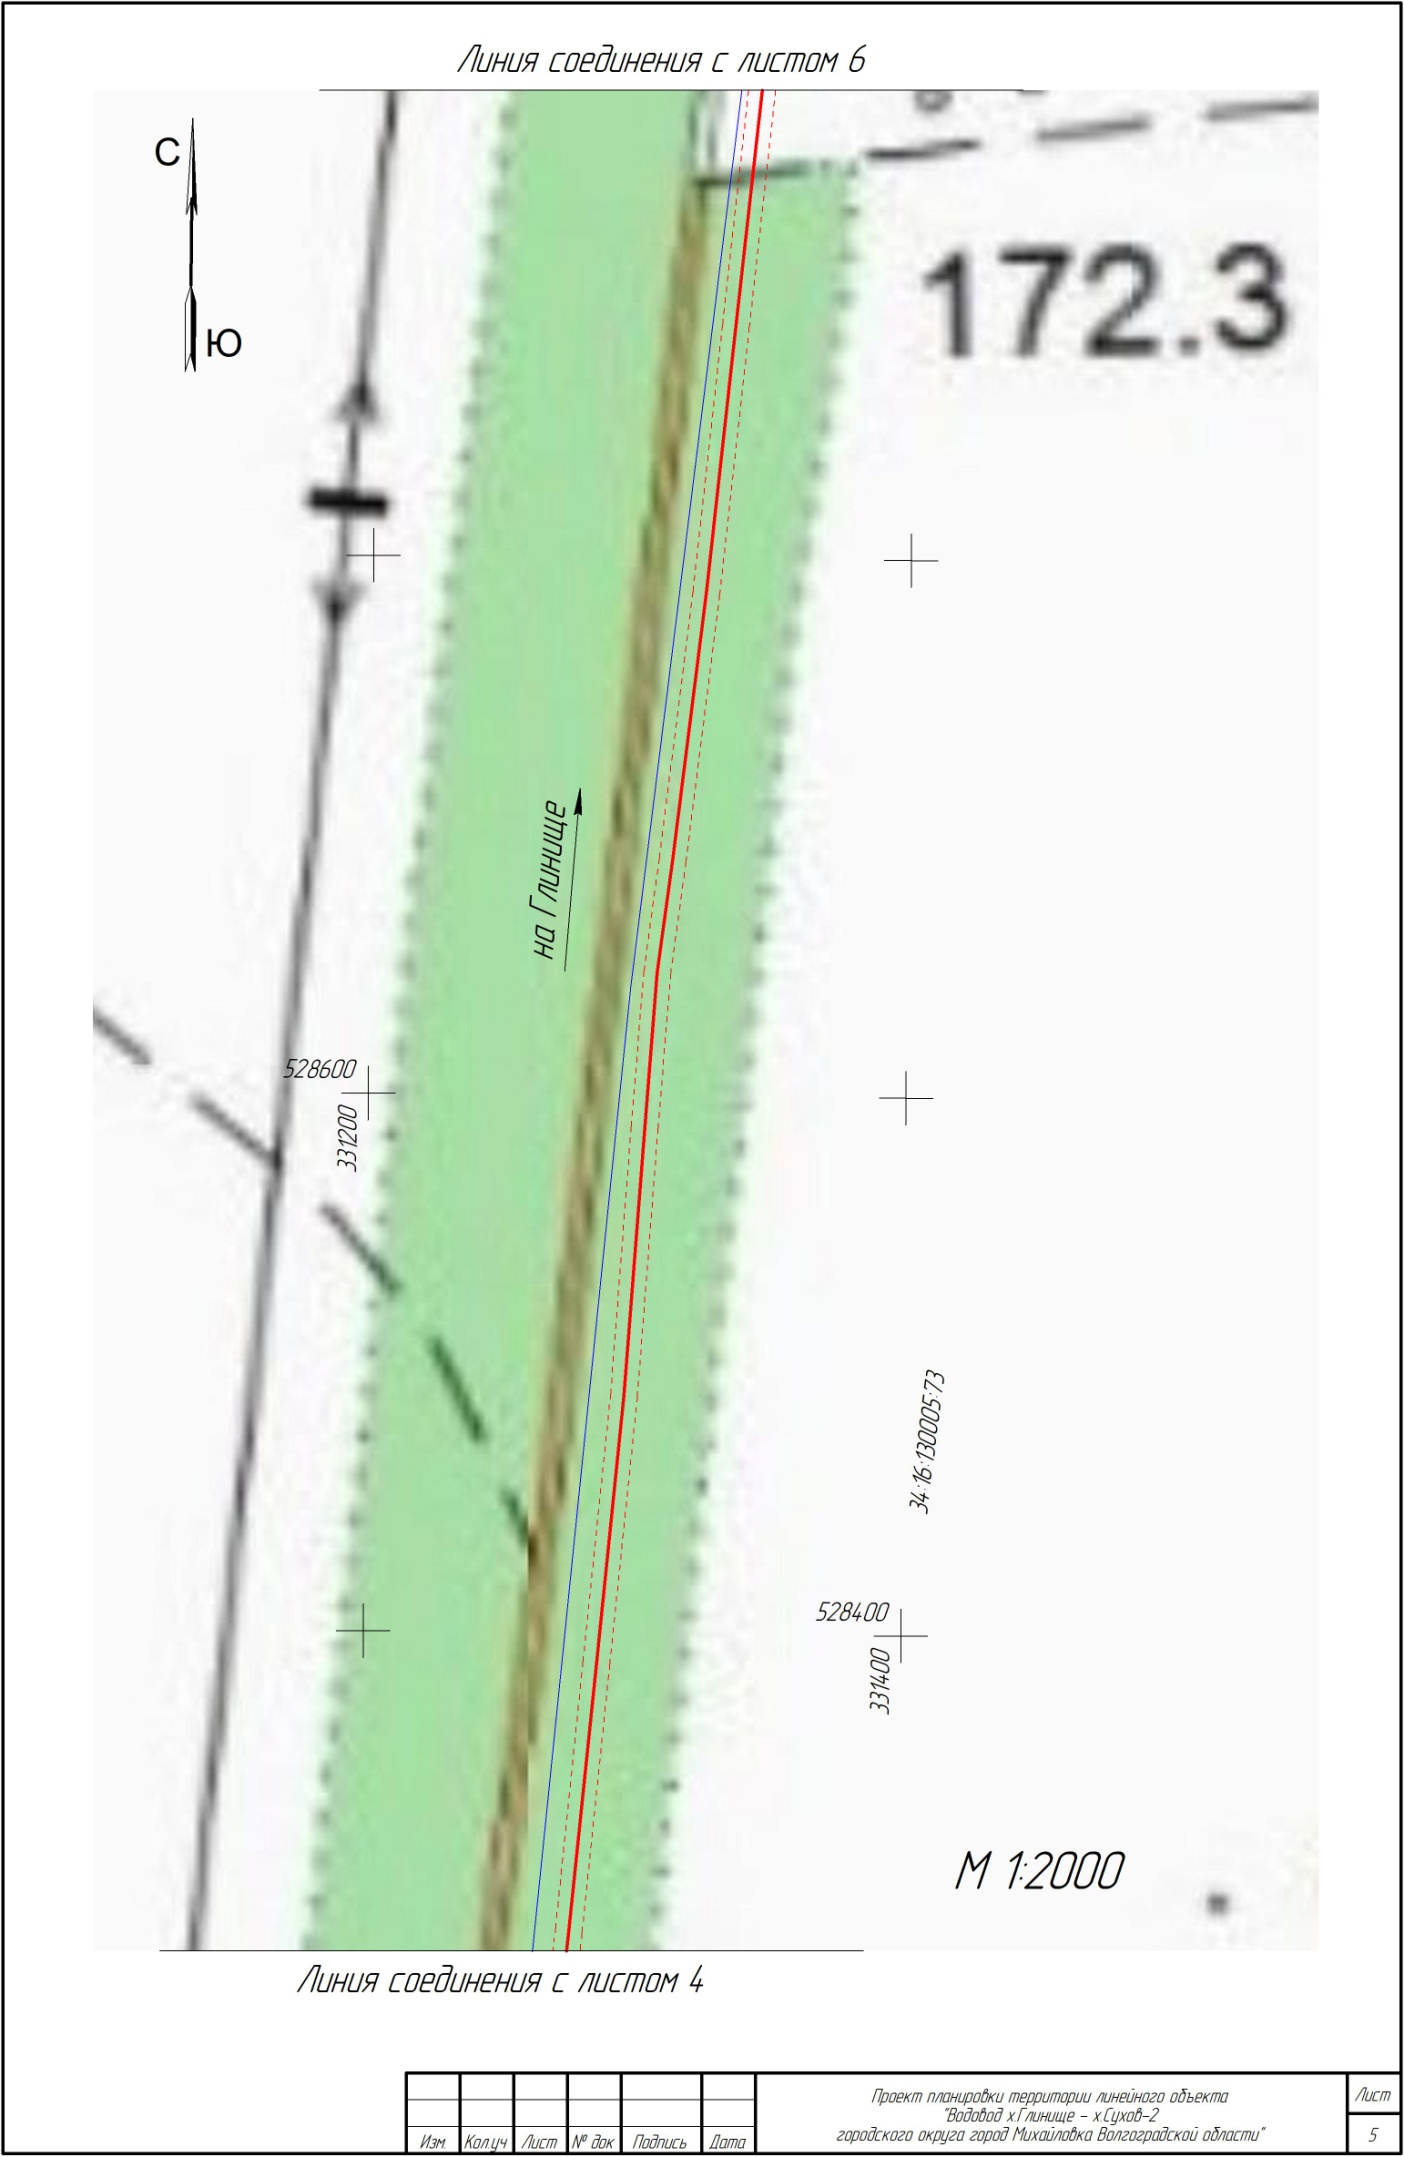 Линия соединения с листом 6
С
Ю
172.3
на Глинище
528600
331200
34:16:130005:73
528400
331400
М 1:2000
Линия соединения с листом 4
Изм. Кол.уч Лист № док Подпись Дата
Проект планировки территории линейного объекта
"Водовод х.Глинище - х.Сухов-2
городского округа город Михайловка Волгоградской области"
Лист
5